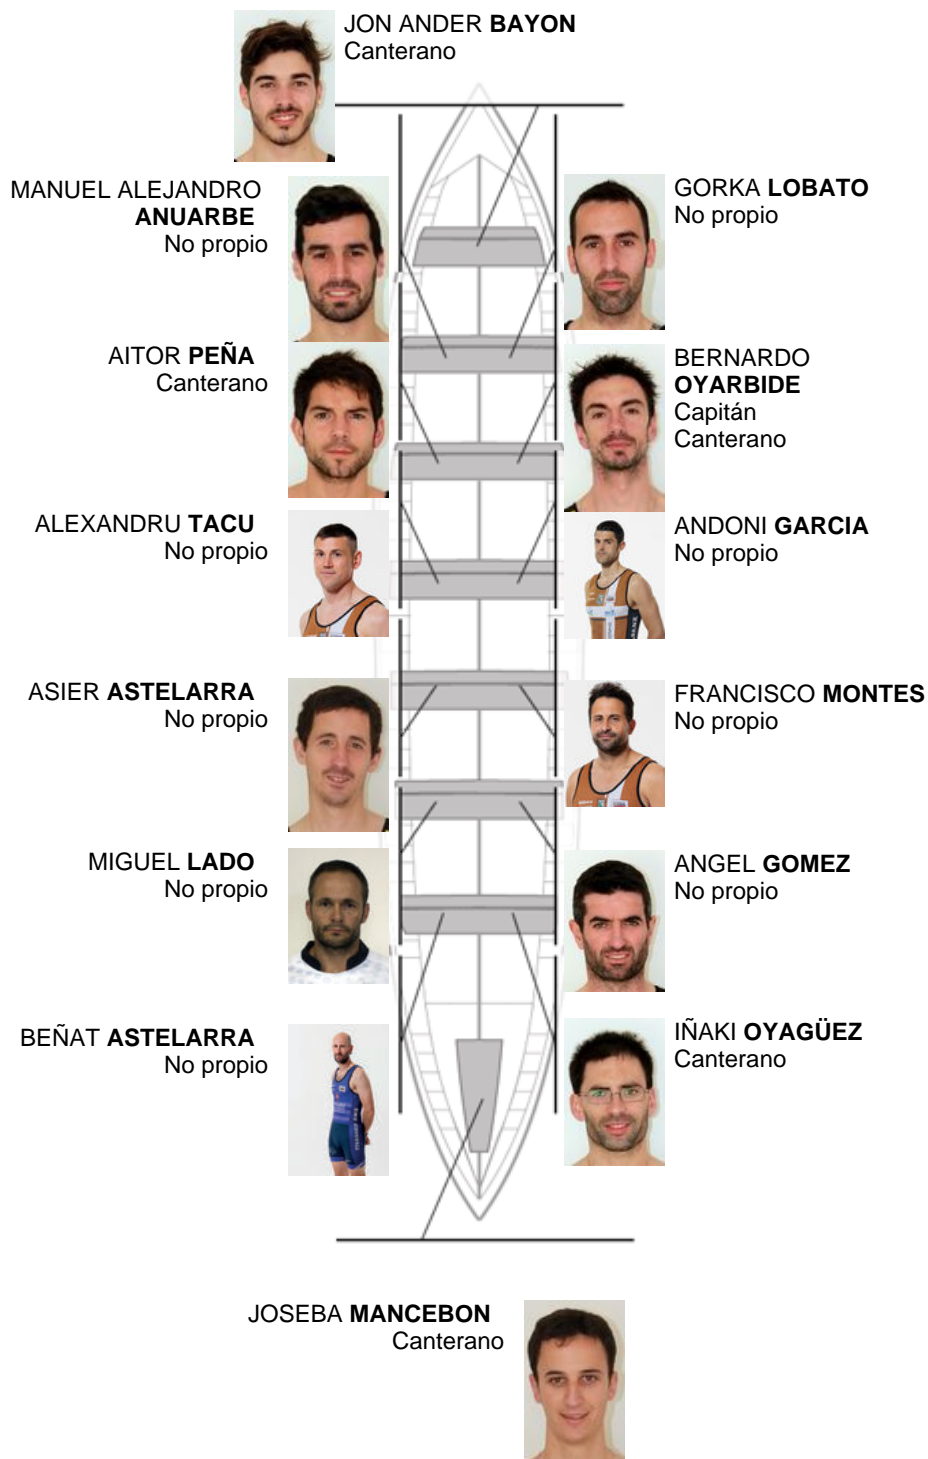 JON ANDER BAYON
Canterano
MANUEL ALEJANDRO
ANUARBE
No propio
GORKA LOBATO
No propio
AITOR PEÑA
Canterano
BERNARDO
OYARBIDE
Capitán
Canterano
ALEXANDRU TACU
No propio
ANDONI GARCIA
No propio
ASIER ASTELARRA
No propio
FRANCISCO MONTES
No propio
MIGUEL LADO
No propio
ANGEL GOMEZ
No propio
BEÑAT ASTELARRA
No propio
IÑAKI OYAGÜEZ
Canterano
JOSEBA MANCEBON
Canterano